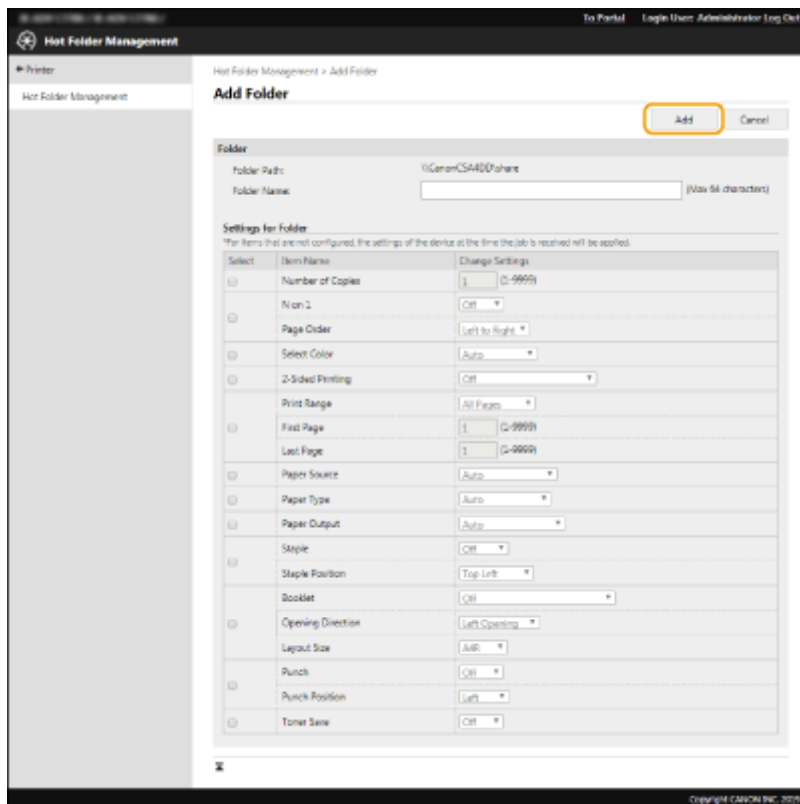 To Portal Login User: Administrator Log Out
Hot Folder Management
Printer
Hot Folder Management
Hot Folder Management > Add Folder
Add Folder
Add Cancel
Folder
Folder Path: \\CanonC5A4DD\share
Folder Name: (Max 64 characters)
Settings for Folder
*For items that are not configured, the settings of the device at the time the job is received will be applied.
Select Item Name Change Settings
Number of Copies 1 (1-9999)
N on 1 Off
Page Order Left to Right
Select Color Auto
2-Sided Printing Off
Print Range All Pages
First Page 1 (1-9999)
Last Page 1 (1-9999)
Paper Source Auto
Paper Type Auto
Paper Output Auto
Staple Off
Staple Position Top Left
Booklet Off
Opening Direction Left Opening
Layout Size A4R
Punch Off
Punch Position Left
Toner Save Off
Copyright CANON INC.